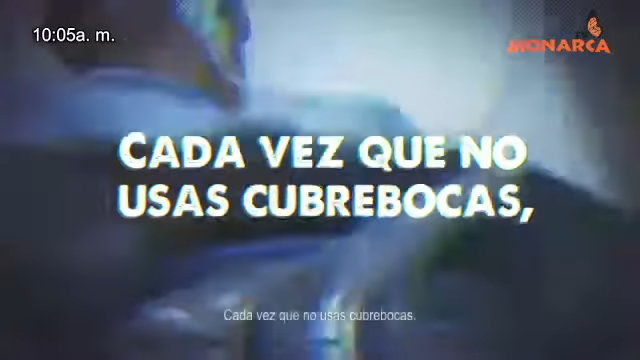 10:05a. m.
MONARCA
CADA VEZ QUE NO
USAS CUBREBOCAS,
Cada vez que no usas cubrebocas.